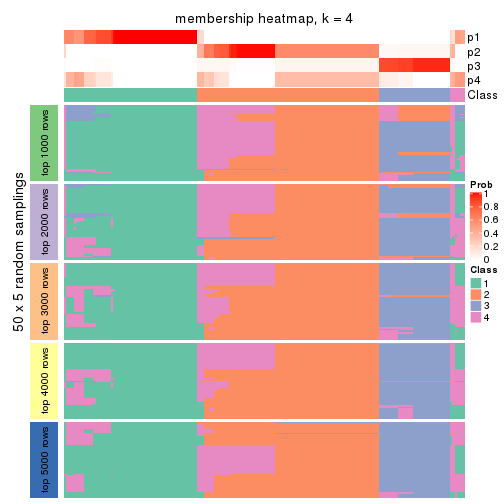 membership heatmap, k = 4
p1
p2
p3
p4
Class
50 x 5 random samplings
top 1000 rows
top 2000 rows
top 3000 rows
top 4000 rows
top 5000 rows
Prob
1
0.8
0.6
0.4
0.2
0
Class
1
2
3
4